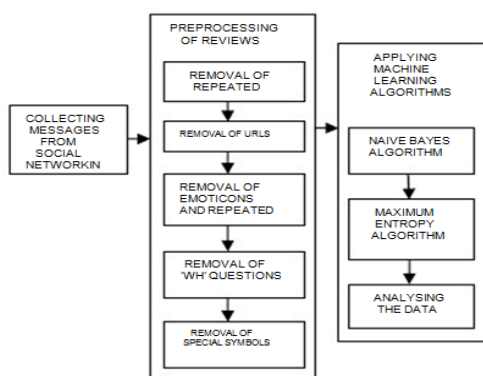 COLLECTING
MESSAGES
FROM
SOCIAL
NETWORKIN
PREPROCESSING
OF REVIEWS
REMOVAL OF
REPEATED
REMOVAL OF URLS
REMOVAL OF
EMOTICONS
AND REPEATED
REMOVAL OF
'WH' QUESTIONS
REMOVAL OF
SPECIAL SYMBOLS
APPLYING
MACHINE
LEARNING
ALGORITHMS
NAIVE BAYES
ALGORITHM
MAXIMUM
ENTROPY
ALGORITHM
ANALYSING
THE DATA